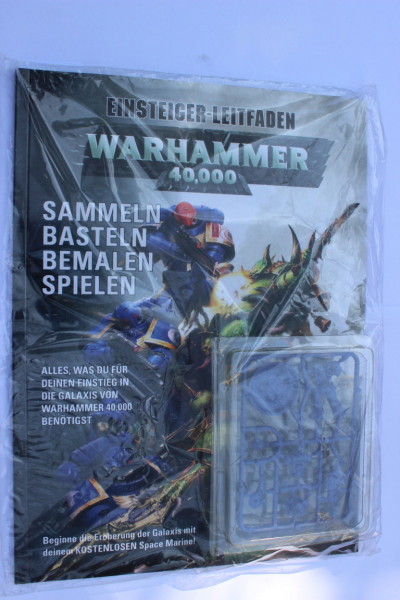 EINSTEIGER-LEITFADEN
WARHAMMER
40,000
SAMMELN
BASTELN
BEMALEN
SPIELEN
ALLES, WAS DU FÜR
DEINEN EINSTIEG IN
DIE GALAXIS VON
WARHAMMER 40,000
BENÖTIGST
Beginne die Eroberung der Galaxis mit
deinem KOSTENLOSEN Space Marine!